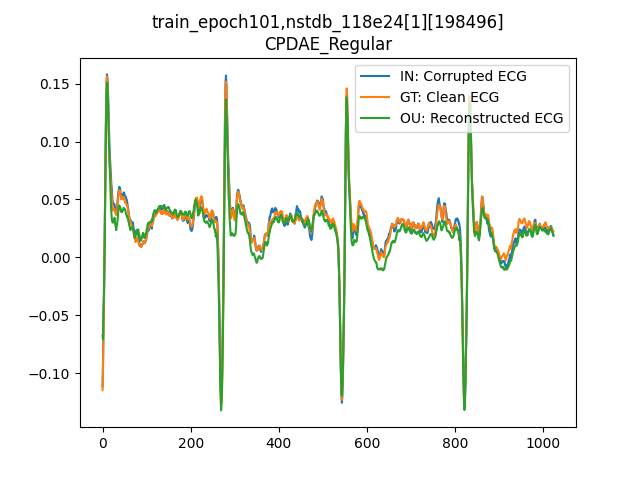 train_epoch101,nstdb_118e24[1][198496]
CPDAE_Regular
IN: Corrupted ECG
GT: Clean ECG
OU: Reconstructed ECG
0.15
0.10
0.05
0.00
−0.05
−0.10
0 200 400 600 800 1000